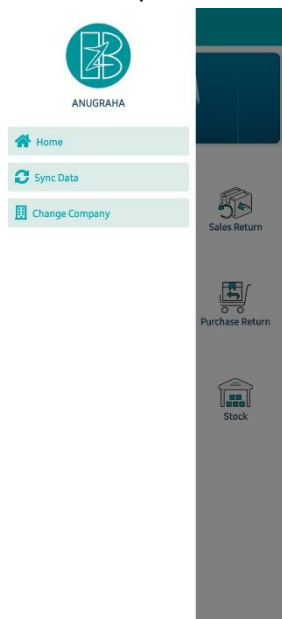 ANUGRAHA
Home
Sync Data
Change Company
Sales Return
Purchase Return
Stock